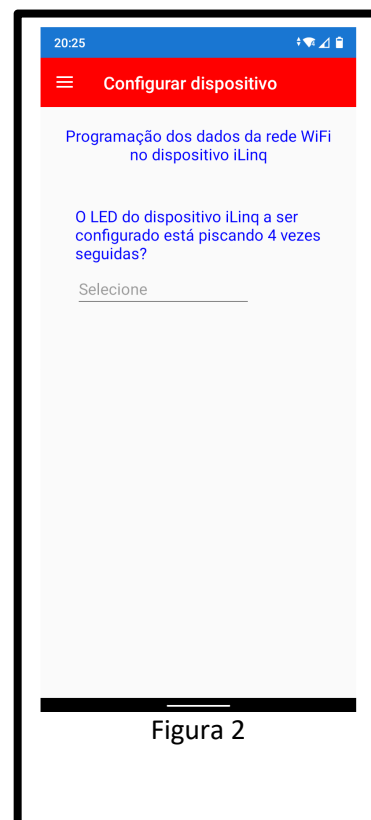 20:25
Configurar dispositivo
Programação dos dados da rede WiFi
no dispositivo iLinq
O LED do dispositivo iLinq a ser
configurado está piscando 4 vezes
seguidas?
Selecione
Figura 2